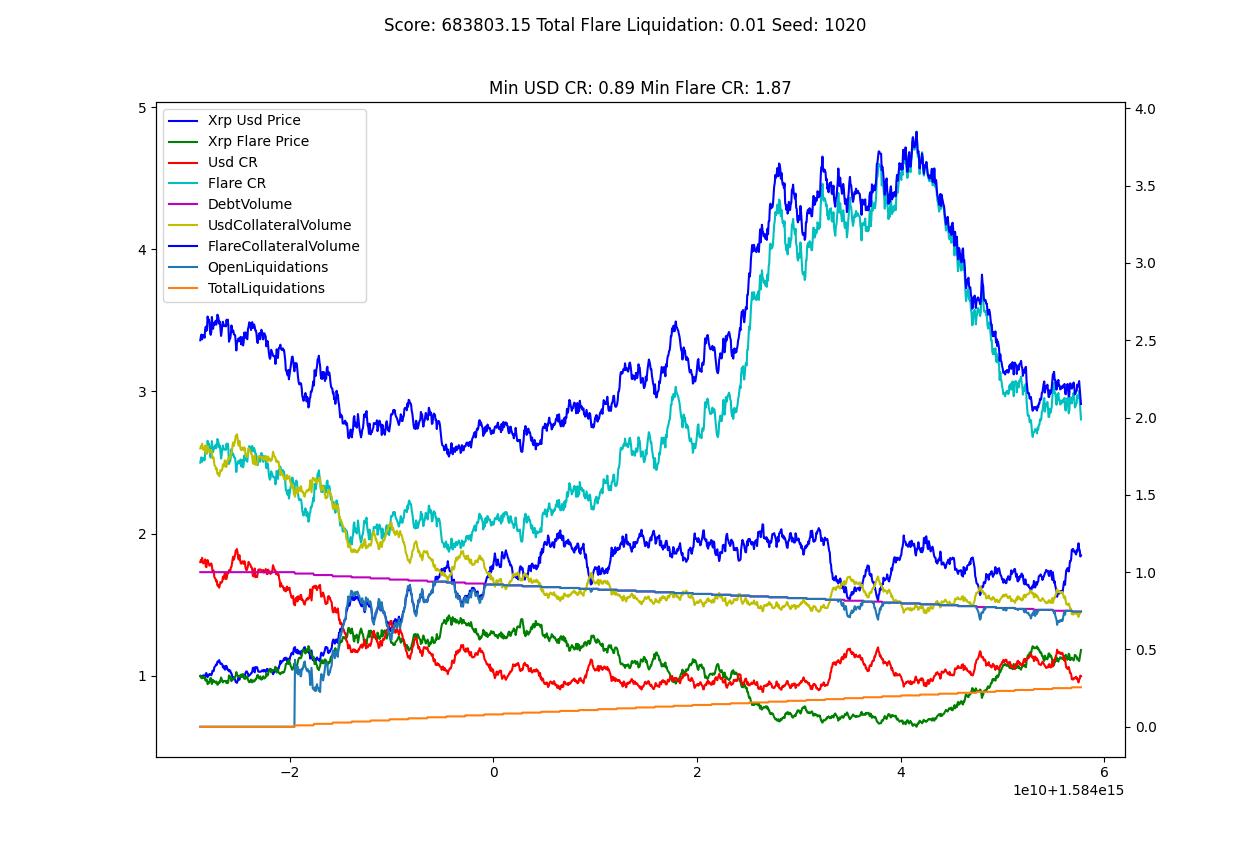 Score: 683803.15 Total Flare Liquidation: 0.01 Seed: 1020
Min USD CR: 0.89 Min Flare CR: 1.87
Xrp Usd Price
Xrp Flare Price
Usd CR
Flare CR
DebtVolume
UsdCollateralVolume
FlareCollateralVolume
OpenLiquidations
TotalLiquidations
5
4
3
2
1
4.0
3.5
3.0
2.5
2.0
1.5
1.0
0.5
0.0
−2 0 2 4 6
1e10+1.584e15